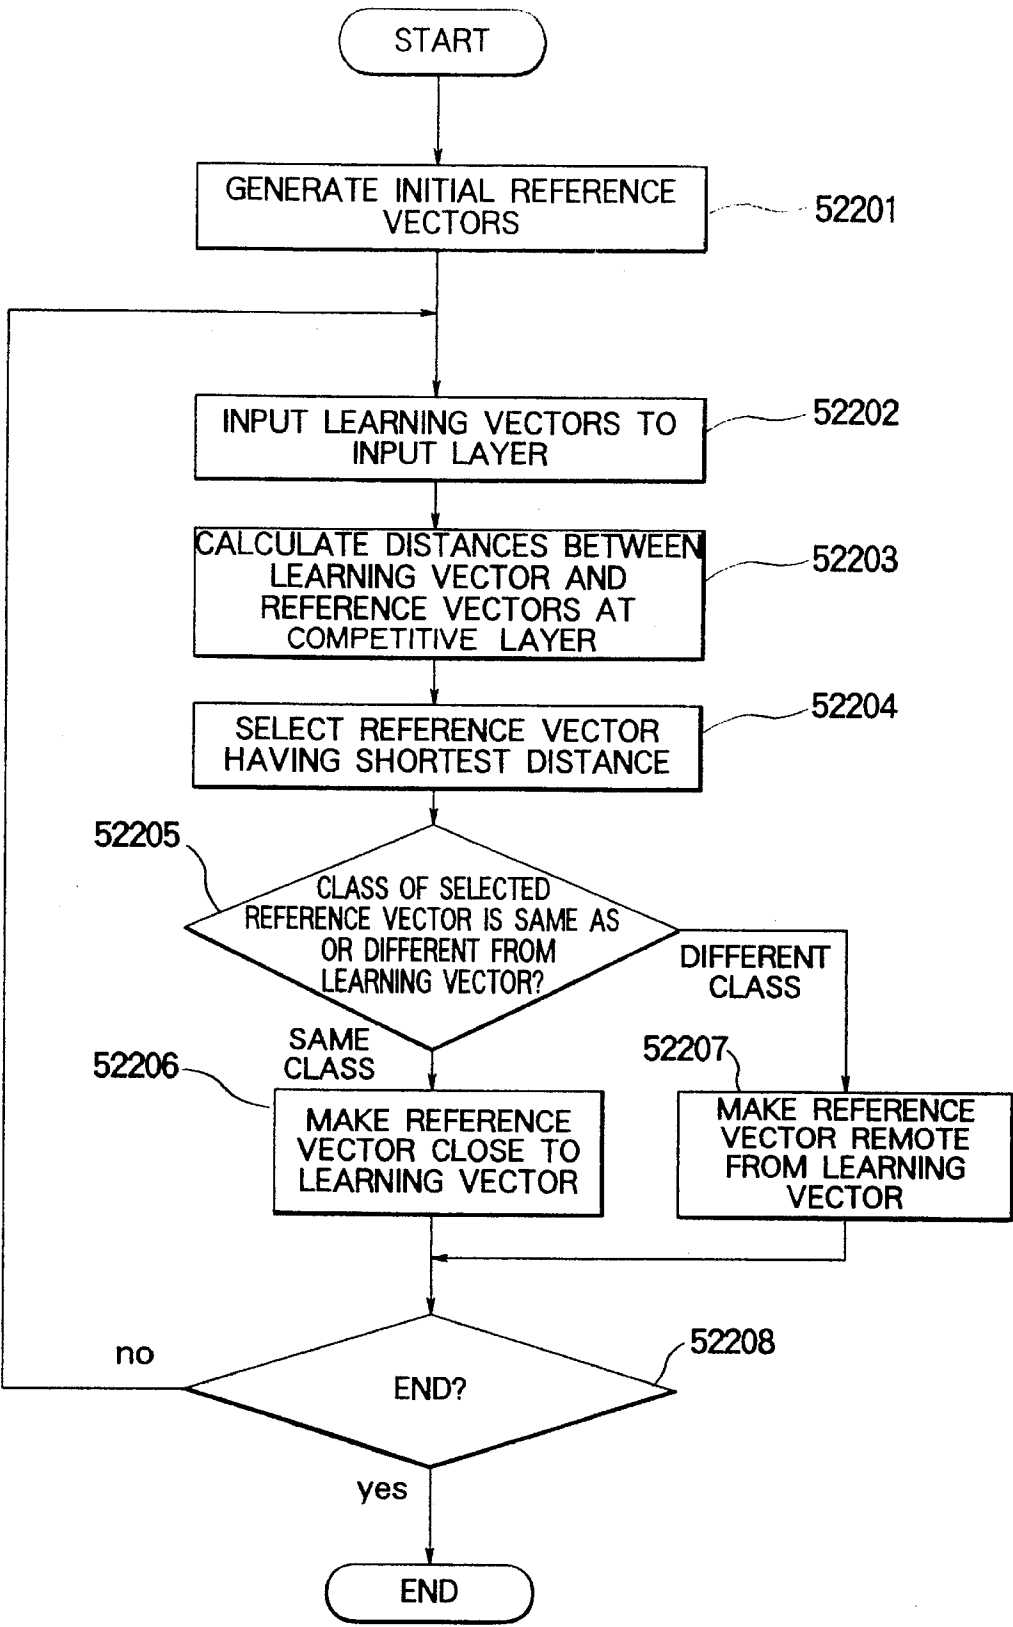 START
GENERATE INITIAL REFERENCE
VECTORS
52201
INPUT LEARNING VECTORS TO
INPUT LAYER
52202
CALCULATE DISTANCES BETWEEN
LEARNING VECTOR AND
REFERENCE VECTORS AT
COMPETITIVE LAYER
52203
SELECT REFERENCE VECTOR
HAVING SHORTEST DISTANCE
52204
52205
CLASS OF SELECTED
REFERENCE VECTOR IS SAME AS
OR DIFFERENT FROM
LEARNING VECTOR?
DIFFERENT
CLASS
SAME
CLASS
52206
MAKE REFERENCE
VECTOR CLOSE TO
LEARNING VECTOR
52207
MAKE REFERENCE
VECTOR REMOTE
FROM LEARNING
VECTOR
no
END?
52208
yes
END